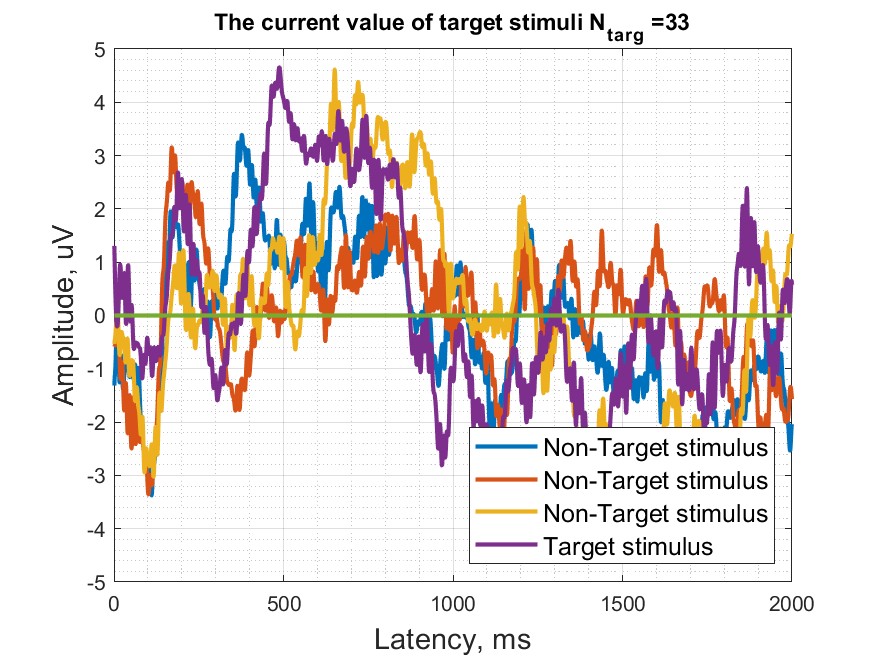 The current value of target stimuli N_targ =33
5
4
3
2
1
0
-1
-2
-3
-4
-5
Amplitude, uV
Non-Target stimulus
Non-Target stimulus
Non-Target stimulus
Target stimulus
0 500 1000 1500 2000
Latency, ms